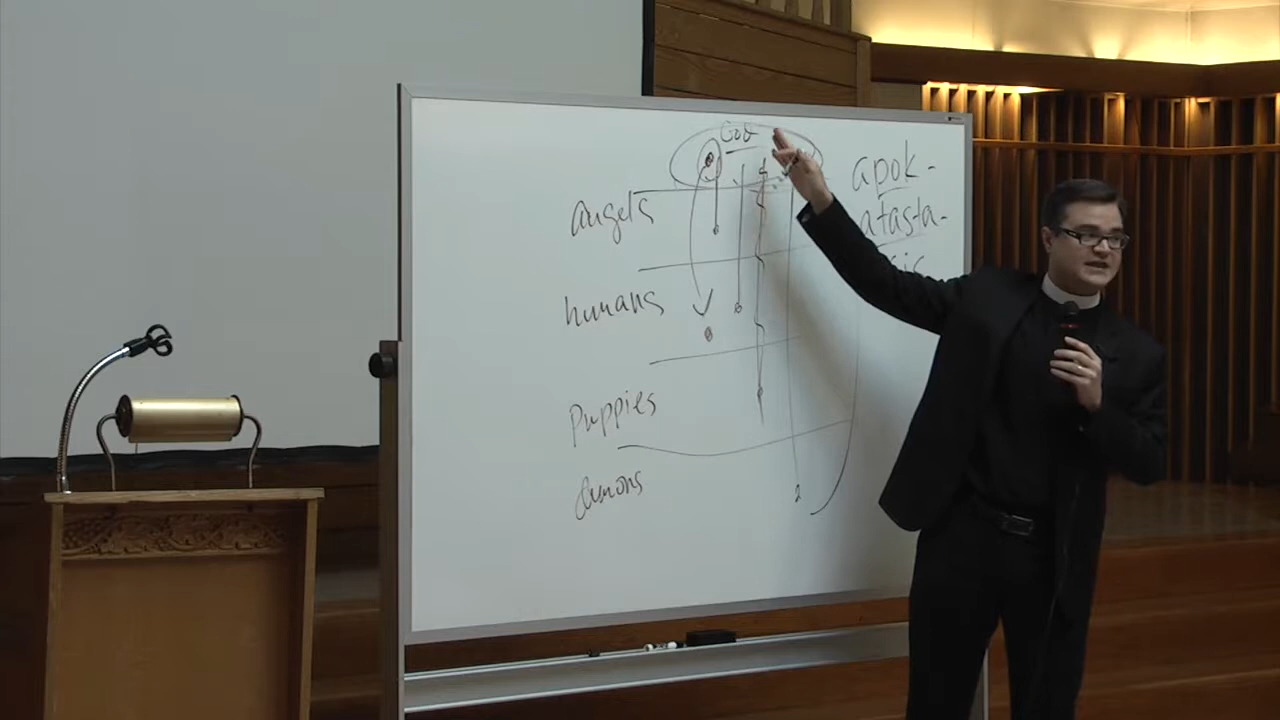 God
apok-
angels
atasta-
humans
Puppies
demons